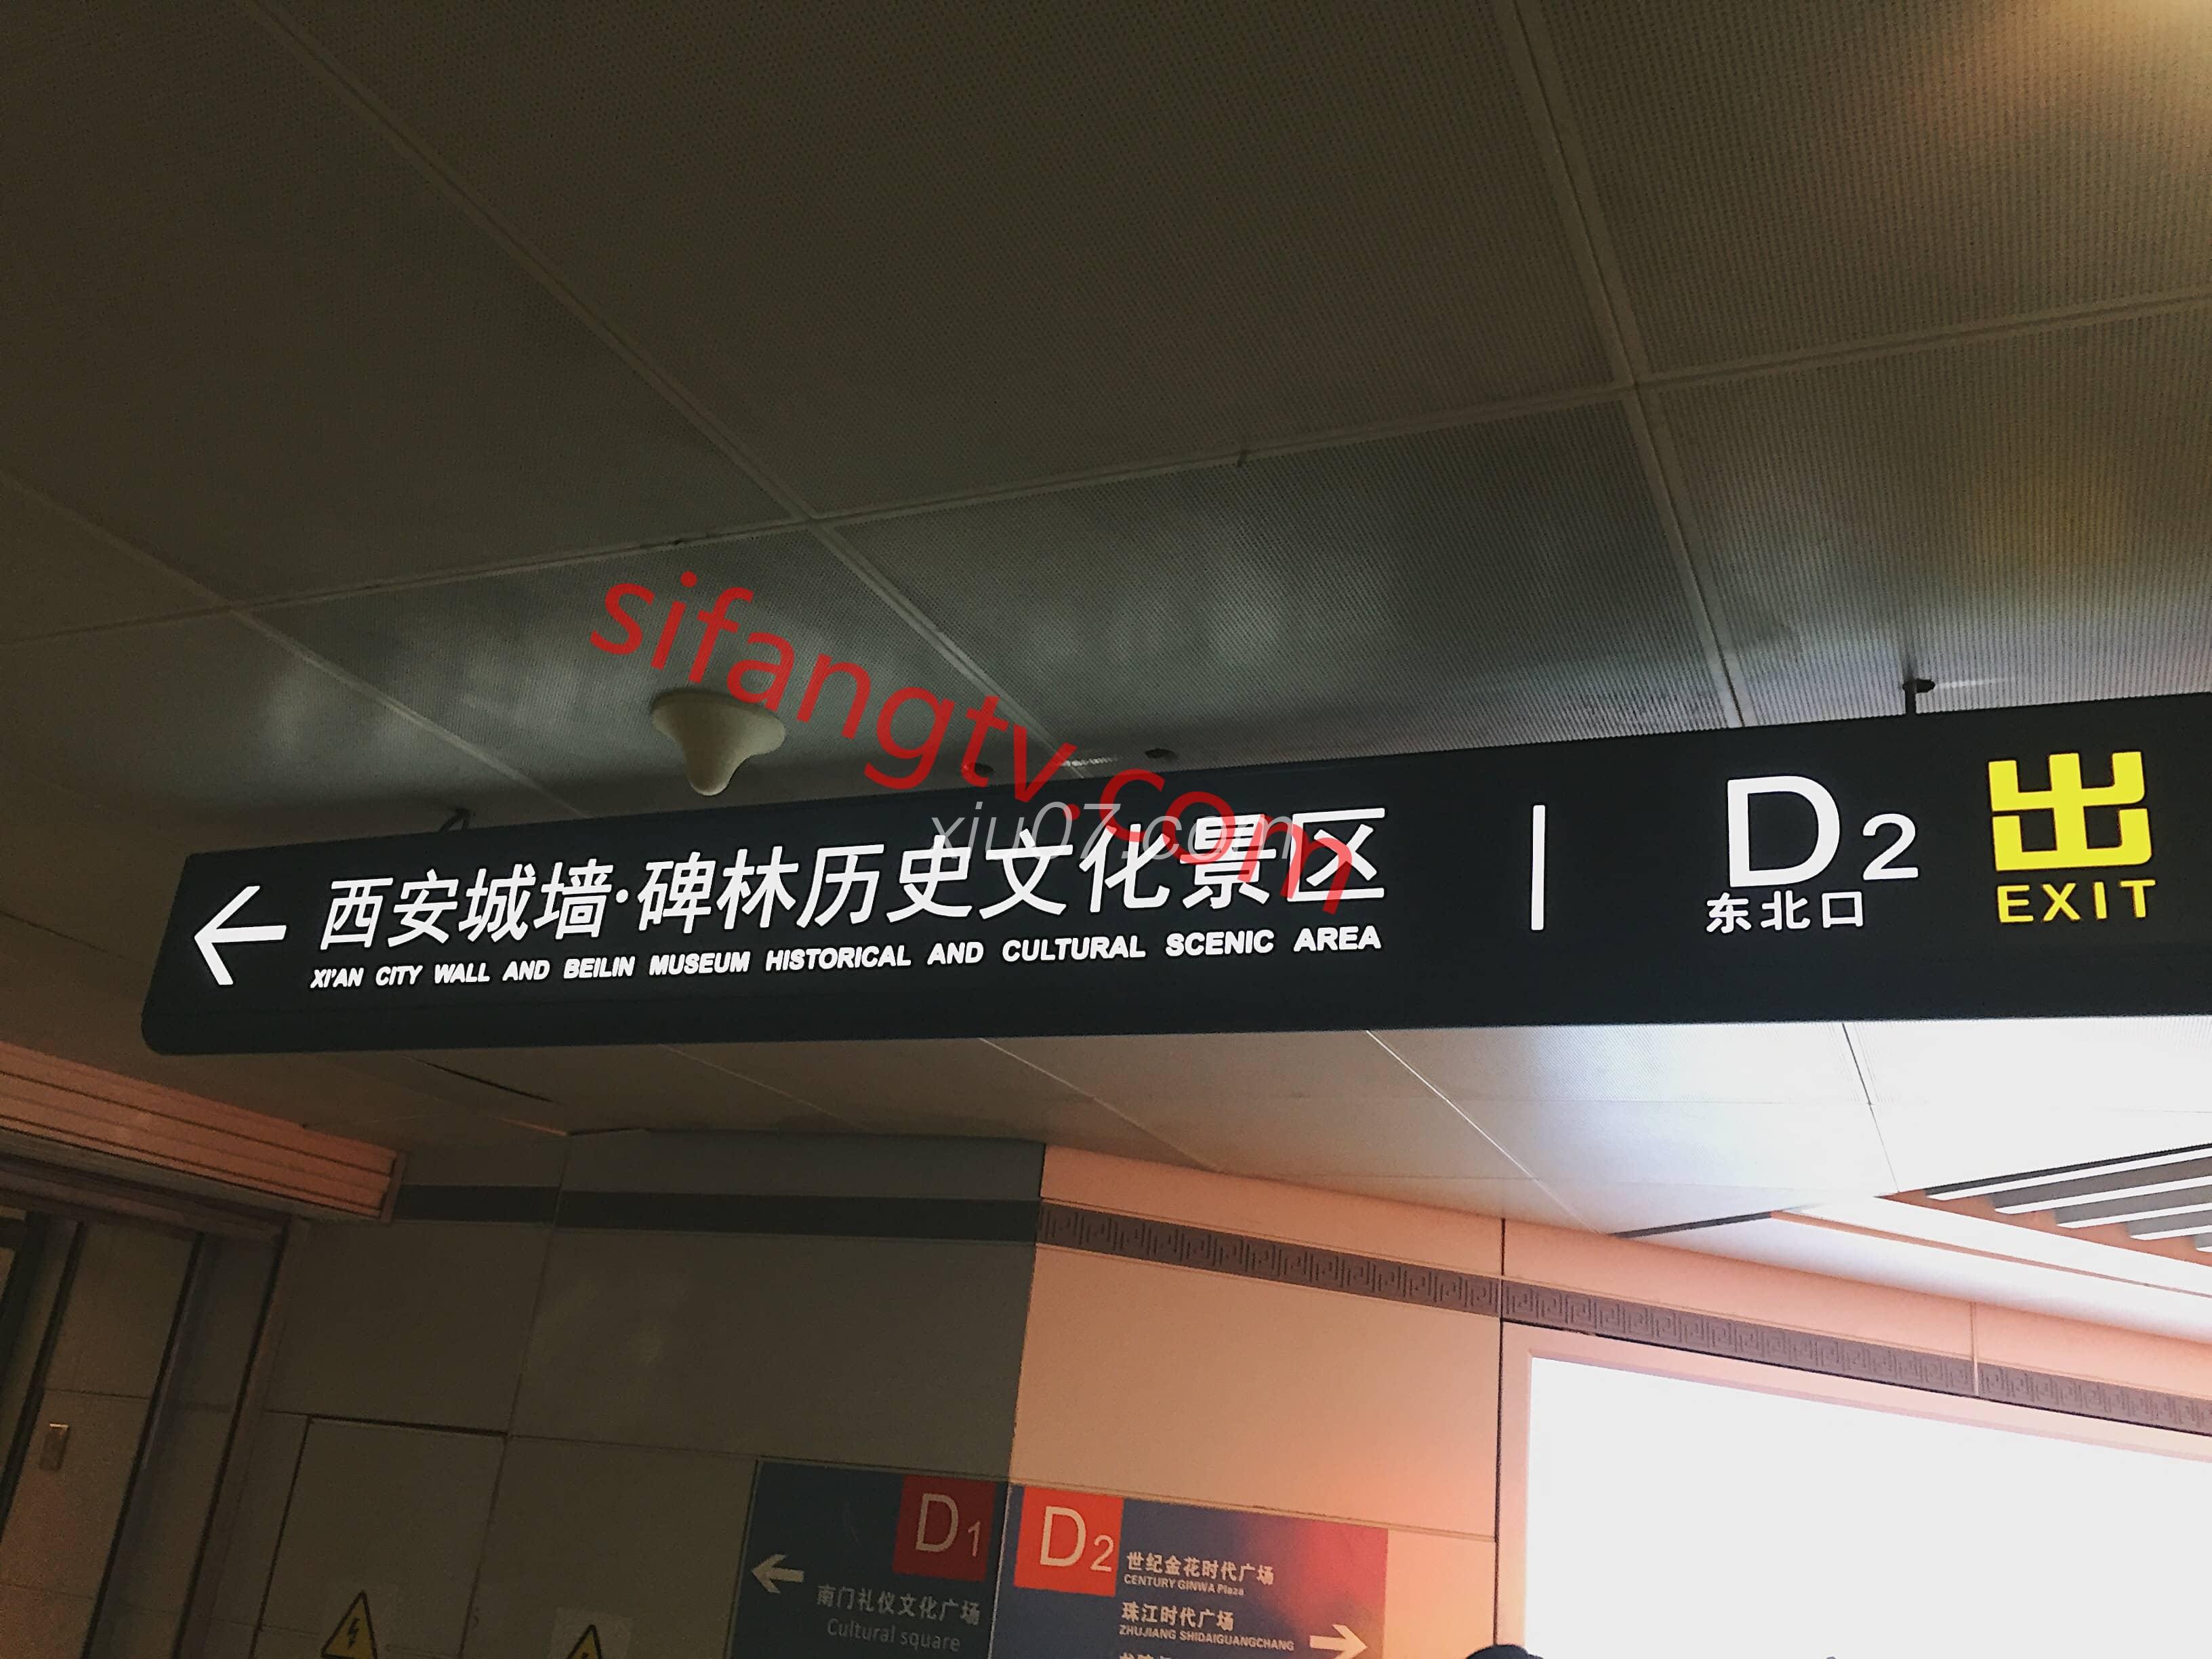 sifangtv.com
xiu07.com
西安城墙·碑林历史文化景区
XI'AN CITY WALL AND BEILIN MUSEUM HISTORICAL AND CULTURAL SCENIC AREA
D2
东北口
出
EXIT
D1
南门礼仪文化广场
Cultural square
D2
世纪金花时代广场
CENTURY GINWA Plaza
珠江时代广场
ZHUJIANG SHIDAIGUANGCHANG